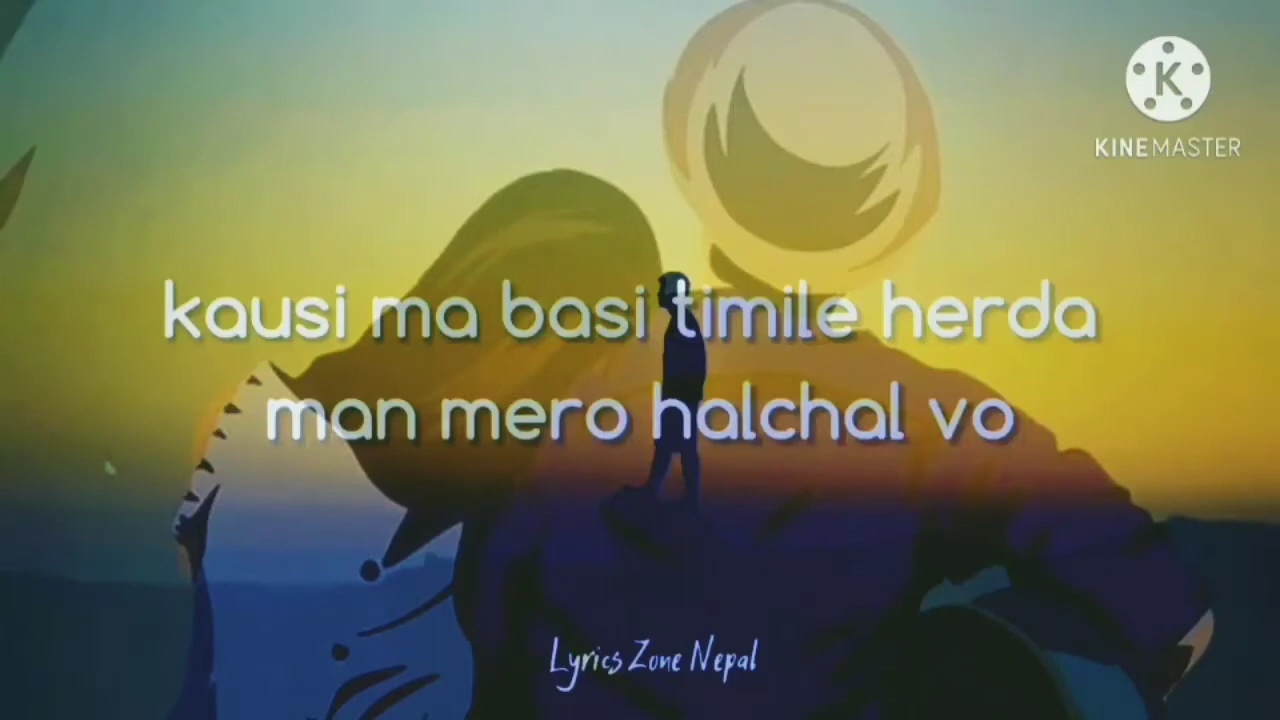 K
KINEMASTER
kausi ma basi timile herda
man mero halchal vo
Lyrics Zone Nepal